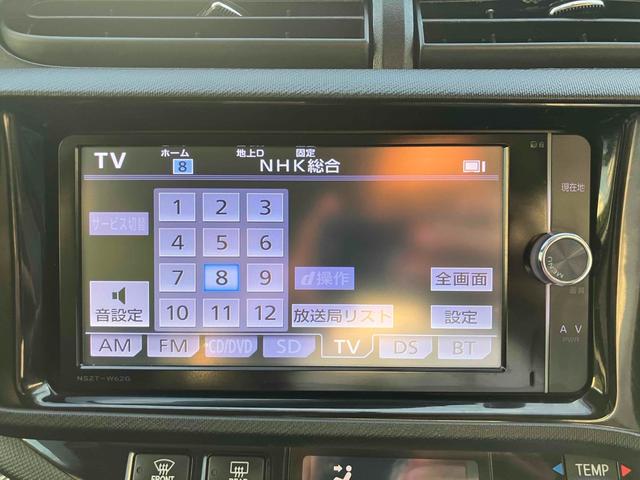 TV
ホーム
8
地上D 固定
NHK総合
現在地
サービス切替
1 2 3
4 5 6
7 8 9
10 11 12
MENU
音設定
d操作
放送局リスト
全画面
設定
AM FM CD/DVD SD TV DS BT
AV
PWR
NSZT-W62G
FRONT
REAR
TEMP